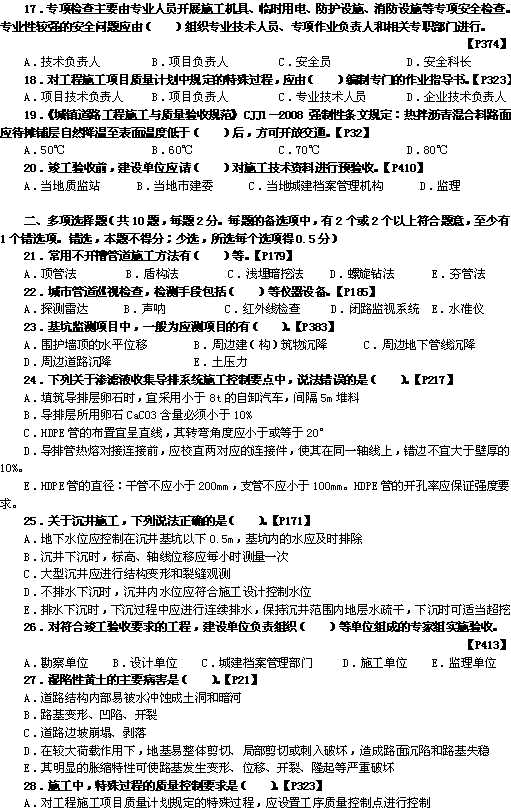 17．专项检查主要由专业人员开展施工机具、临时用电、防护设施、消防设施等专项安全检查。
专业性较强的安全问题应由（　　）组织专业技术人员、专项作业负责人和相关专职部门进行。
【P374】
A．技术负责人　B．项目负责人　C．安全员　D．安全科长
18．对工程施工项目质量计划中规定的特殊过程，应由（　　）编制专门的作业指导书。【P323】
A．项目技术负责人　B．项目负责人　C．专业技术人员　D．企业技术负责人
19．《城镇道路工程施工与质量验收规范》CJJ1—2008 强制性条文规定：热拌沥青混合料路面
应待摊铺层自然降温至表面温度低于（　　）后，方可开放交通。【P32】
A．50℃　B．60℃　C．70℃　D．80℃
20．竣工验收前，建设单位应请（　　）对施工技术资料进行预验收。【P410】
A．当地质监站　B．当地市建委　C．当地城建档案管理机构　D．监理
二、多项选择题（共 10 题，每题 2 分。每题的备选项中，有 2 个或 2 个以上符合题意，至少有
1 个错选项。错选，本题不得分；少选，所选每个选项得 0.5 分）
21．常用不开槽管道施工方法有（　　）等。【P179】
A．顶管法　B．盾构法　C．浅埋暗挖法　D．螺旋钻法　E．夯管法
22．城市管道巡视检查，检测手段包括（　　）等仪器设备。【P185】
A．探测雷达　B．声呐　C．红外线检查　D．闭路监视系统　E．水准仪
23．基坑监测项目中，一般为应测项目的有（　　）。【P383】
A．围护墙顶的水平位移　B．周边建（构）筑物沉降　C．周边地下管线沉降
D．周边道路沉降　E．土压力
24．下列关于渗滤液收集导排系统施工控制要点中，说法错误的是（　　）。【P217】
A．填筑导排层卵石时，宜采用小于 8t 的自卸汽车，间隔 5m 堆料
B．导排层所用卵石 CaCO3 含量必须小于 10%
C．HDPE 管的布置宜呈直线，其转弯角度应小于或等于 20°
D．导排管热熔对接连接前，应校直两对应的连接件，使其在同一轴线上，错边不宜大于壁厚的
10%。
E．HDPE 管的直径：干管不应小于 200mm，支管不应小于 100mm。HDPE 管的开孔率应保证强度要
求。
25．关于沉井施工，下列说法正确的是（　　）。【P171】
A．地下水位应控制在沉井基坑以下 0.5m，基坑内的水应及时排除
B．沉井下沉时，标高、轴线位移应每小时测量一次
C．大型沉井应进行结构变形和裂缝观测
D．不排水下沉时，沉井内水位应符合施工设计控制水位
E．排水下沉时，下沉过程中应进行连续排水，保持沉井范围内地层水疏干，下沉时可适当超挖
26．对符合竣工验收要求的工程，建设单位负责组织（　　）等单位组成的专家组实施验收。
【P413】
A．勘察单位　B．设计单位　C．城建档案管理部门　D．施工单位　E．监理单位
27．湿陷性黄土的主要病害是（　　）。【P21】
A．道路结构内部易被水冲蚀成土洞和暗河
B．路基变形、凹陷、开裂
C．道路边坡崩塌、剥落
D．在较大荷载作用下，地基易整体剪切、局部剪切或刺入破坏，造成路面沉陷和路基失稳
E．其明显的胀缩特性可使路基发生变形、位移、开裂、隆起等严重破坏
28．施工中，特殊过程的质量控制要求是（　　）。【P323】
A．对工程施工项目质量计划规定的特殊过程，应设置工序质量控制点进行控制